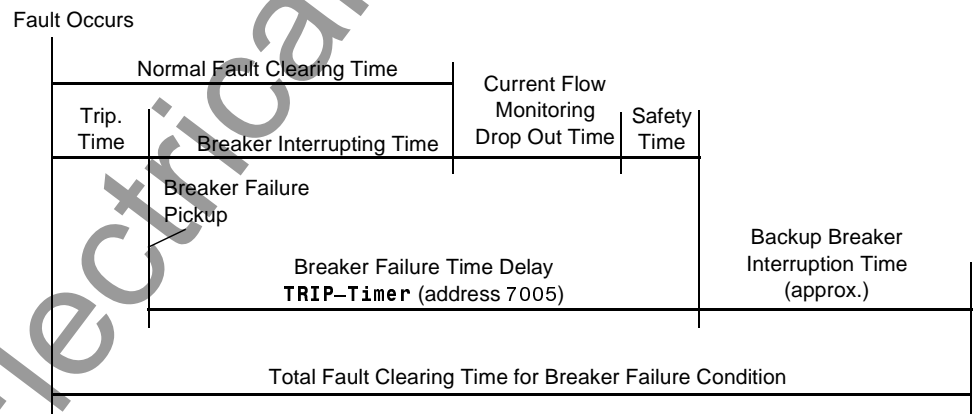 Fault Occurs
Normal Fault Clearing Time
Current Flow
Monitoring
Drop Out Time
Trip.
Time
Breaker Interrupting Time
Safety
Time
Breaker Failure
Pickup
Breaker Failure Time Delay
TRIP–Timer (address 7005)
Backup Breaker
Interruption Time
(approx.)
Total Fault Clearing Time for Breaker Failure Condition
lectrical